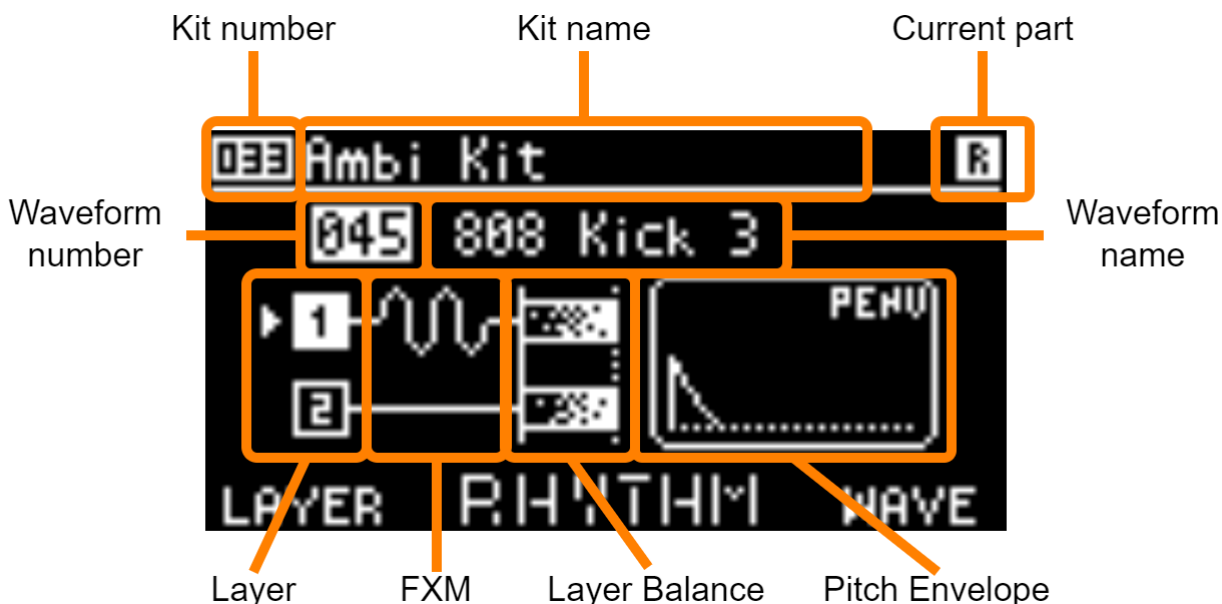 Kit number Kit name Current part
033 Ambi Kit R
Waveform number 045 808 Kick 3 Waveform name
1 PENV
2
LAYER RHYTHM WAVE
Layer FXM Layer Balance Pitch Envelope